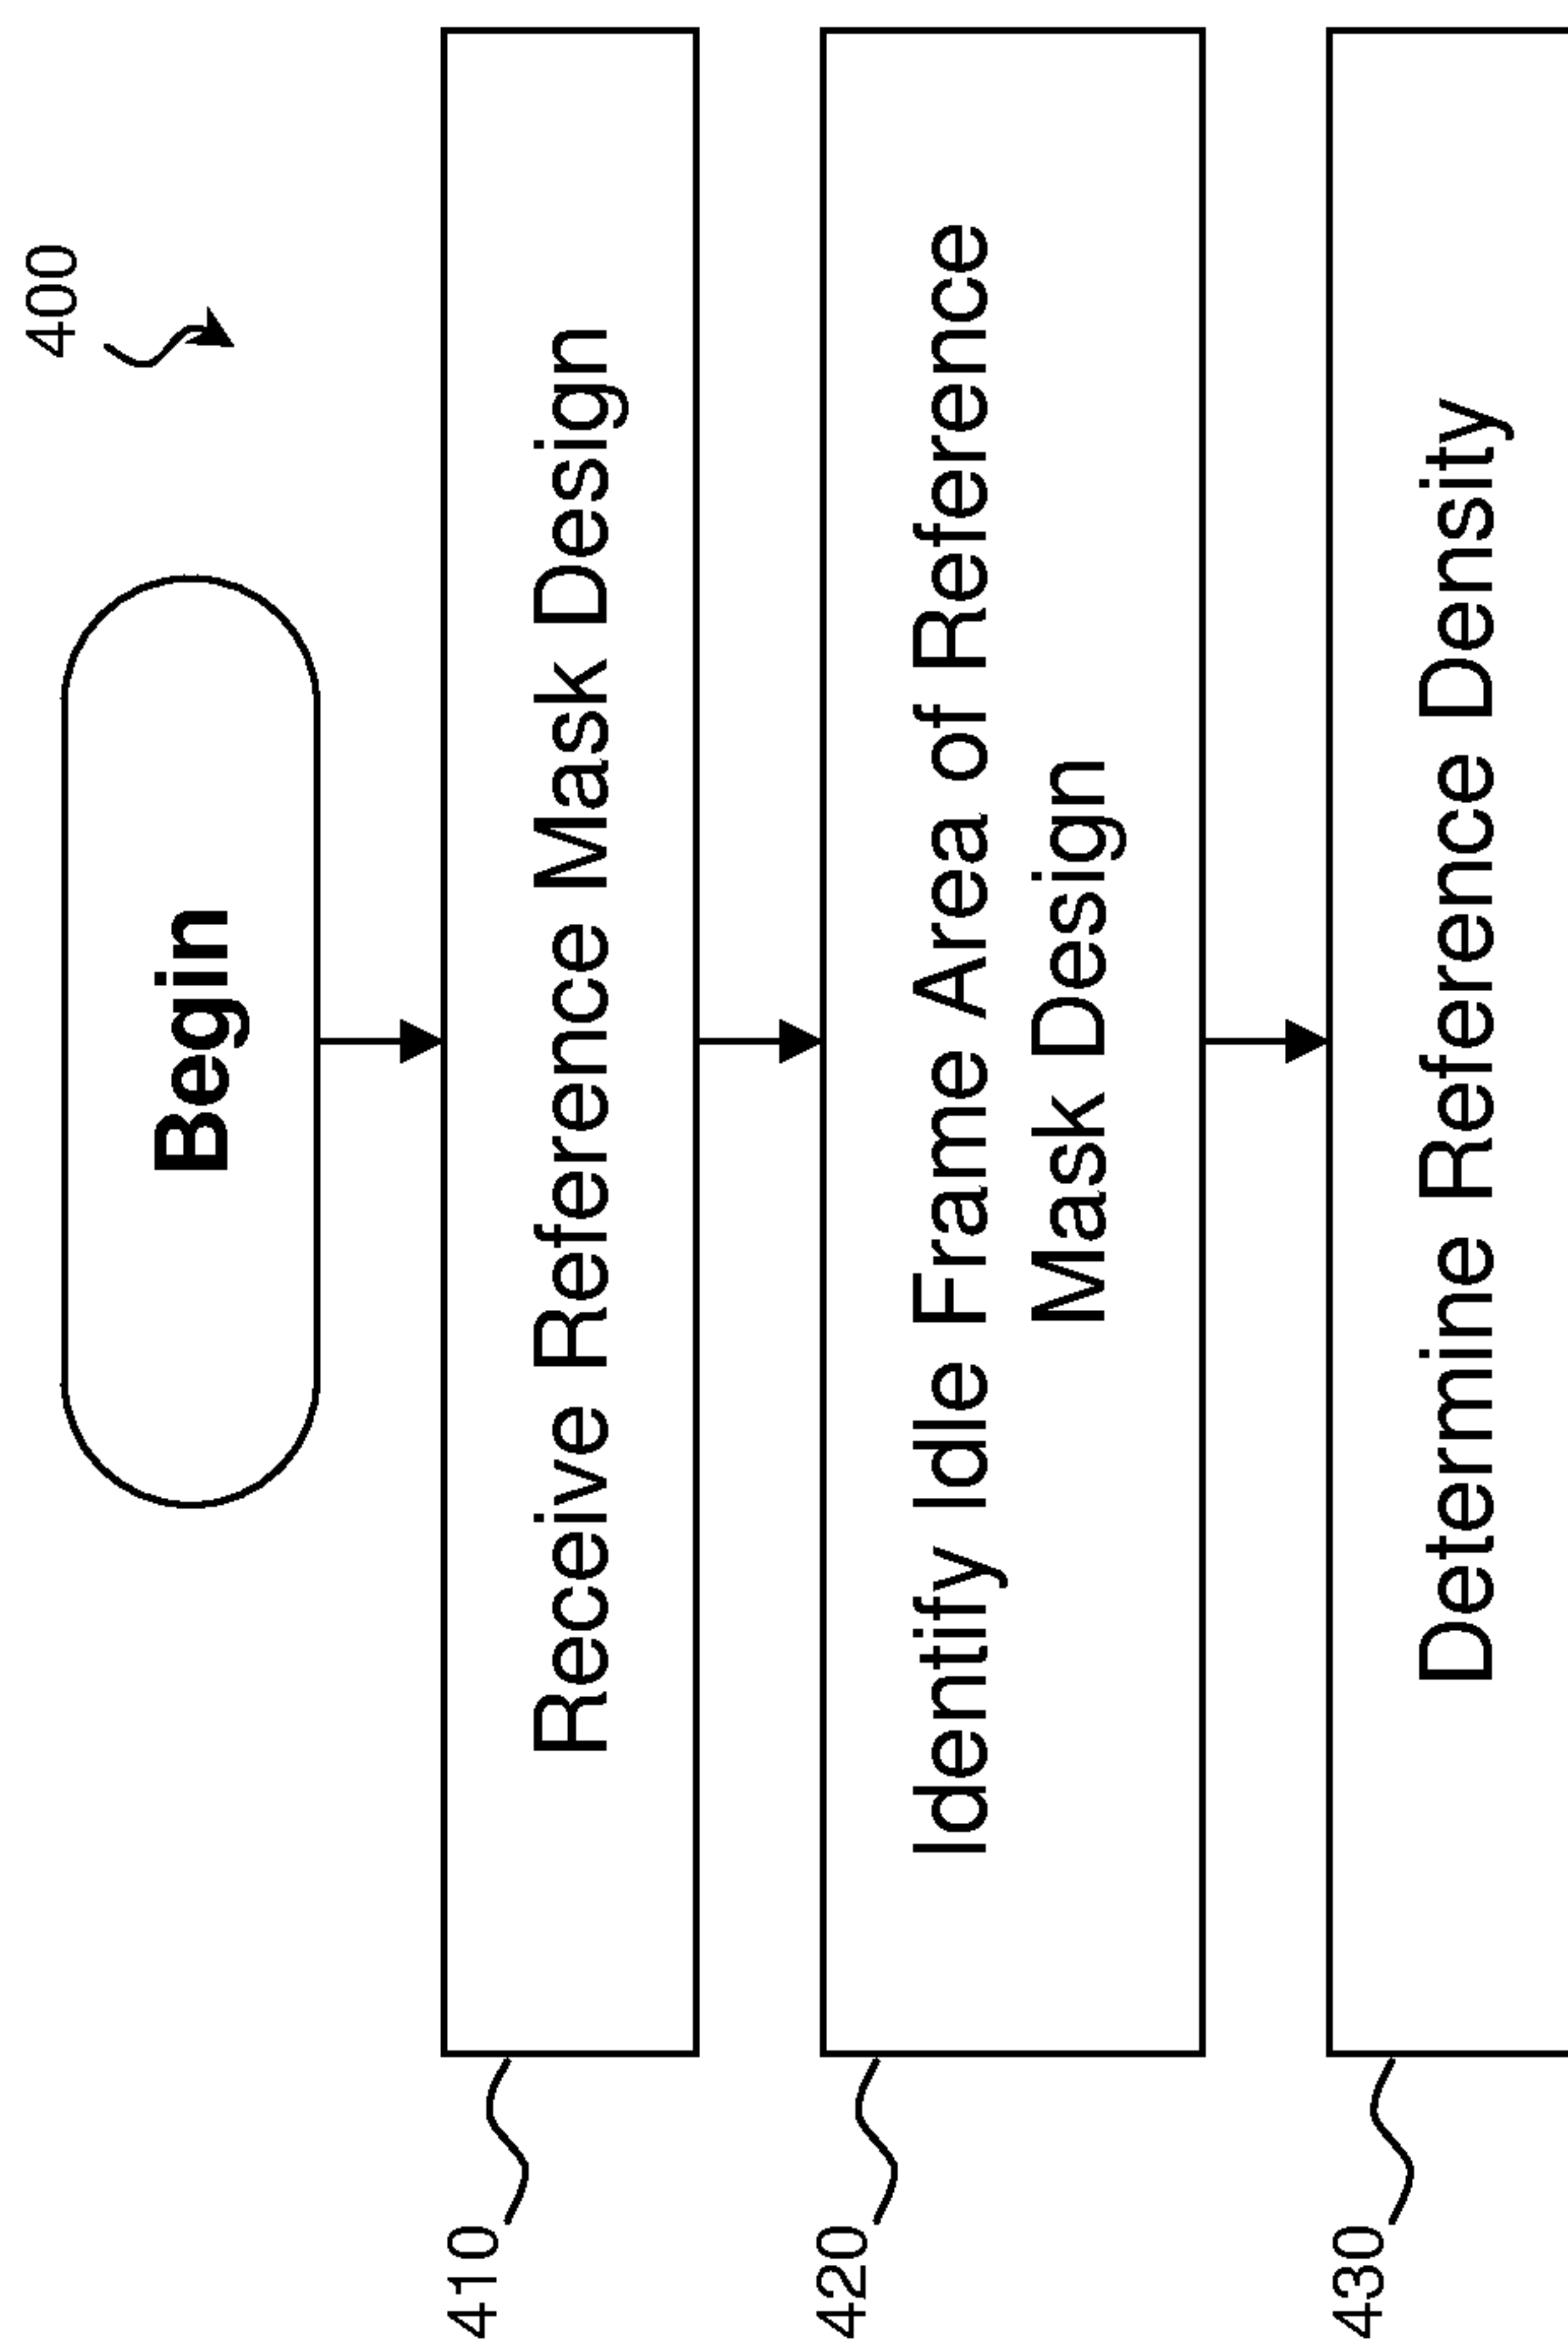 400
Begin
410
Receive Reference Mask Design
420
Identify Idle Frame Area of Reference
Mask Design
430
Determine Reference Density